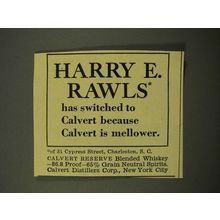 HARRY E.
RAWLS*
has switched to
Calvert because
Calvert is mellower.
*of 31 Cypress Street, Charleston, S. C.
CALVERT RESERVE Blended Whiskey
—86.8 Proof—65% Grain Neutral Spirits.
Calvert Distillers Corp., New York City